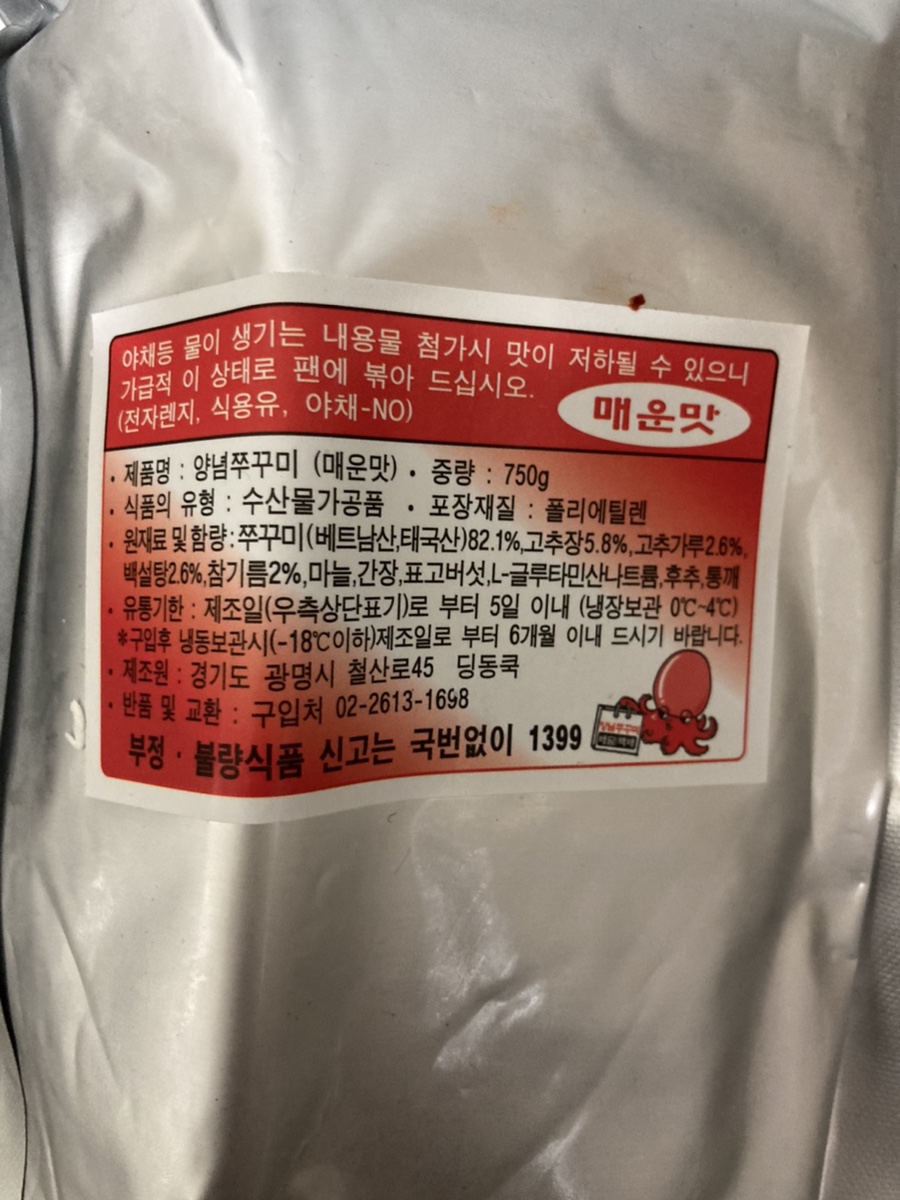 야채등 물이 생기는 내용물 첨가시 맛이 저하될 수 있으니
가급적 이 상태로 팬에 볶아 드십시오.
(전자렌지, 식용유, 야채-NO)
매운맛
· 제품명 : 양념쭈꾸미 (매운맛) · 중량 : 750g
· 식품의 유형 : 수산물가공품 · 포장재질 : 폴리에틸렌
· 원재료 및 함량 : 쭈꾸미(베트남산,태국산)82.1%,고추장5.8%,고추가루2.6%,
백설탕2.6%,참기름2%,마늘,간장,표고버섯,L-글루타민산나트륨,후추,통깨
· 유통기한 : 제조일(우측상단표기)로 부터 5일 이내 (냉장보관 0℃~4℃)
*구입후 냉동보관시(-18℃이하)제조일로 부터 6개월 이내 드시기 바랍니다.
· 제조원 : 경기도 광명시 철산로45 딩동쿡
· 반품 및 교환 : 구입처 02-2613-1698
부정 · 불량식품 신고는 국번없이 1399